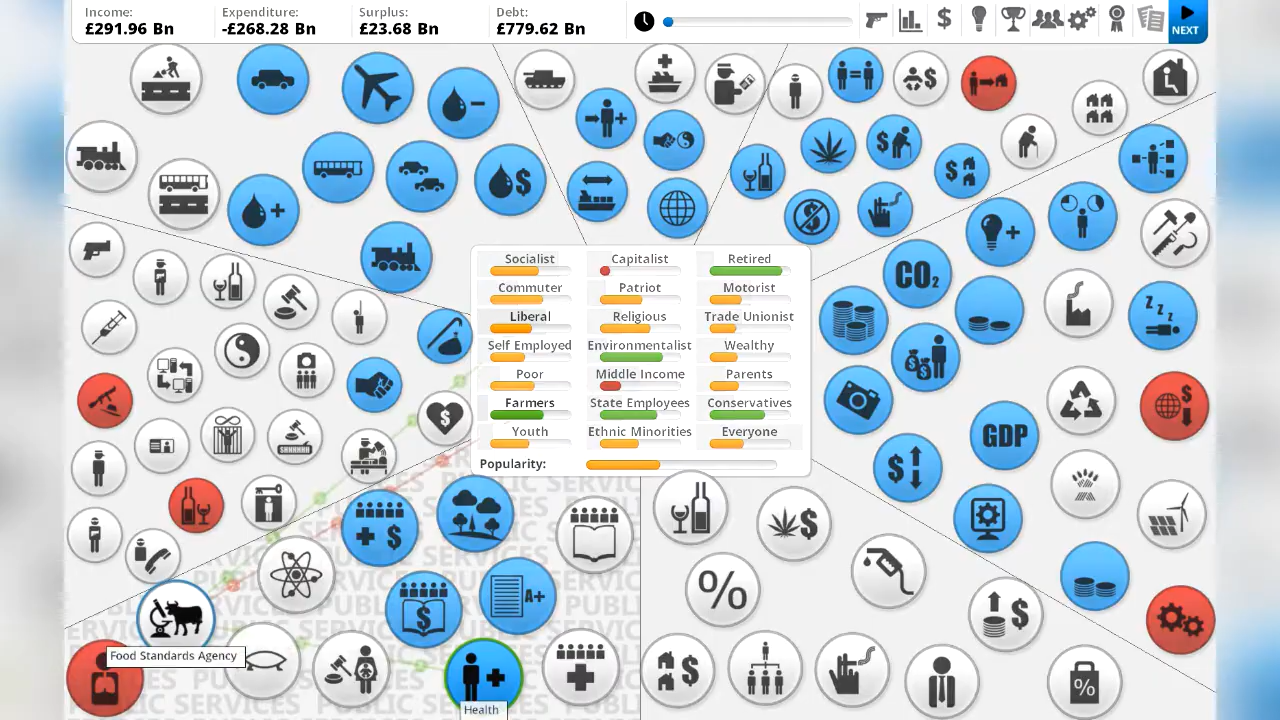 Income: Expenditure: Surplus: Debt:
£291.96 Bn -£268.28 Bn £23.68 Bn £779.62 Bn
NEXT
CO₂
GDP
A+
%
%
Socialist Capitalist Retired
Commuter Patriot Motorist
Liberal Religious Trade Unionist
Self Employed Environmentalist Wealthy
Poor Middle Income Parents
Farmers State Employees Conservatives
Youth Ethnic Minorities Everyone
Popularity:
PUBLIC SERVICES
Food Standards Agency
Health